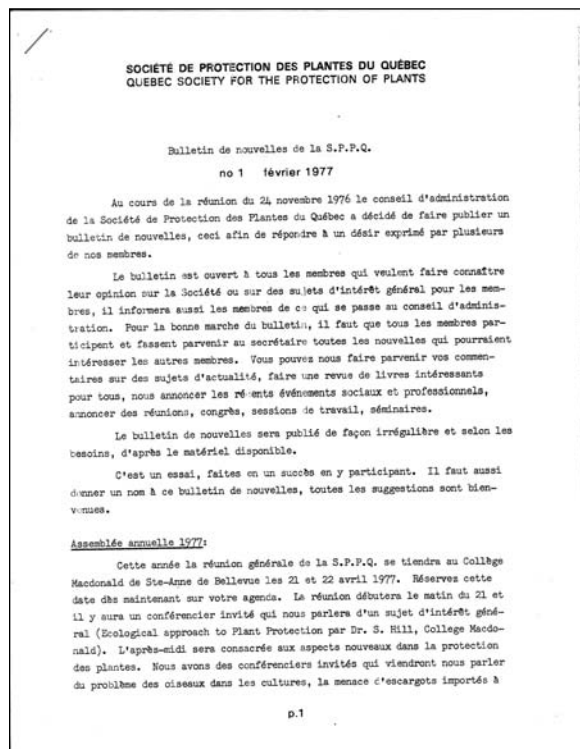 SOCIÉTÉ DE PROTECTION DES PLANTES DU QUÉBEC
QUEBEC SOCIETY FOR THE PROTECTION OF PLANTS
Bulletin de nouvelles de la S.P.P.Q.
no 1 février 1977
Au cours de la réunion du 24 novembre 1976 le conseil d'administration
de la Société de Protection des Plantes du Québec a décidé de faire publier un
bulletin de nouvelles, ceci afin de répondre à un désir exprimé par plusieurs
de nos membres.
Le bulletin est ouvert à tous les membres qui veulent faire connaître
leur opinion sur la Société ou sur des sujets d'intérêt général pour les mem-
bres, il informera aussi les membres de ce qui se passe au conseil d'adminis-
tration. Pour la bonne marche du bulletin, il faut que tous les membres par-
ticipent et fassent parvenir au secrétaire toutes les nouvelles qui pourraient
intéresser les autres membres. Vous pouvez nous faire parvenir vos commen-
taires sur des sujets d'actualité, faire une revue de livres intéressants
pour tous, nous annoncer les récents événements sociaux et professionnels,
annoncer des réunions, congrès, sessions de travail, séminaires.
Le bulletin de nouvelles sera publié de façon irrégulière et selon les
besoins, d'après le matériel disponible.
C'est un essai, faites en un succès en y participant. Il faut aussi
donner un nom à ce bulletin de nouvelles, toutes les suggestions sont bien-
venues.
Assemblée annuelle 1977:
Cette année la réunion générale de la S.P.P.Q. se tiendra au Collège
Macdonald de Ste-Anne de Bellevue les 21 et 22 avril 1977. Réservez cette
date dès maintenant sur votre agenda. La réunion débutera le matin du 21 et
il y aura un conférencier invité qui nous parlera d'un sujet d'intérêt géné-
ral (Ecological approach to Plant Protection par Dr. S. Hill, College Macdo-
nald). L'après-midi sera consacrée aux aspects nouveaux dans la protection
des plantes. Nous avons des conférenciers invités qui viendront nous parler
du problème des oiseaux dans les cultures, la menace d'escargots importés à
p.1